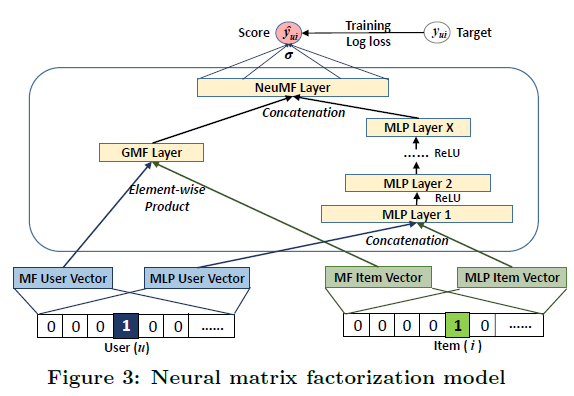 Score ŷui Training yui Target
Log loss
σ
NeuMF Layer
Concatenation
MLP Layer X
GMF Layer
...... ReLU
Element-wise
Product
MLP Layer 2
ReLU
MLP Layer 1
Concatenation
MF User Vector MLP User Vector MF Item Vector MLP Item Vector
0 0 0 1 0 0 ...... 0 0 0 0 1 0 ......
User (u) Item ( i )
Figure 3: Neural matrix factorization model